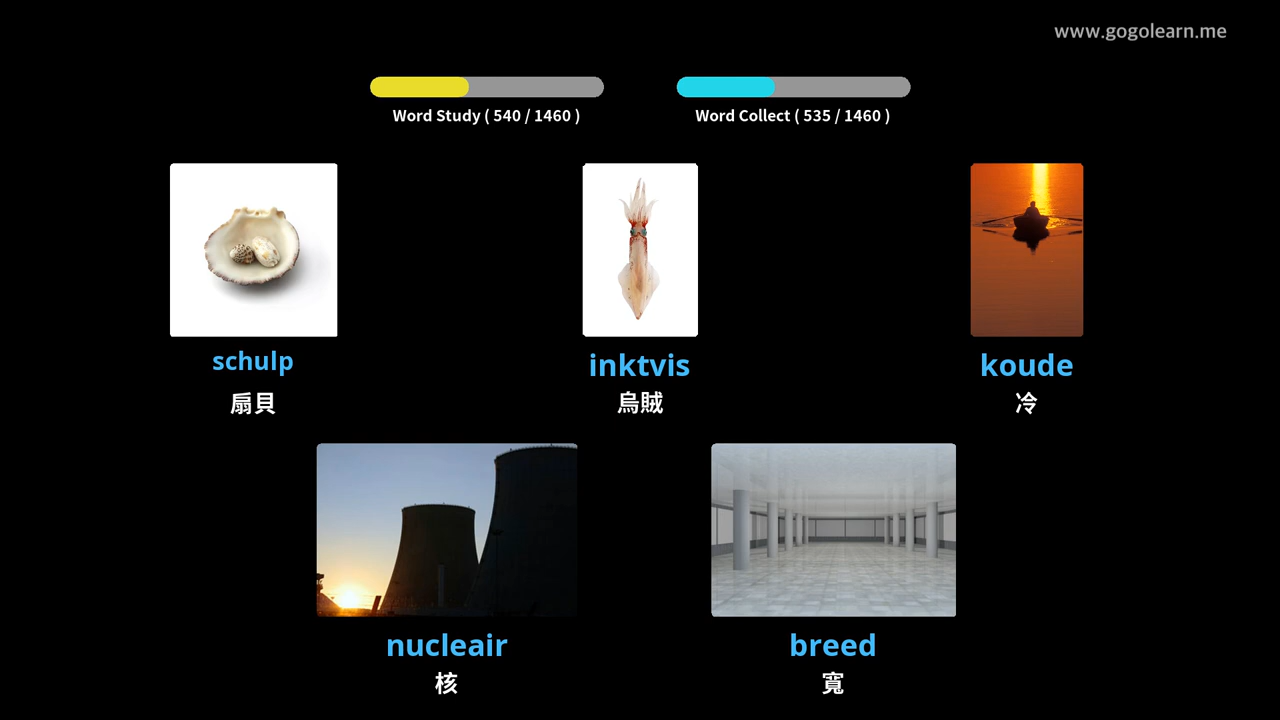 www.gogolearn.me
Word Study ( 540 / 1460 )
Word Collect ( 535 / 1460 )
schulp
扇貝
inktvis
烏賊
koude
冷
nucleair
核
breed
寬